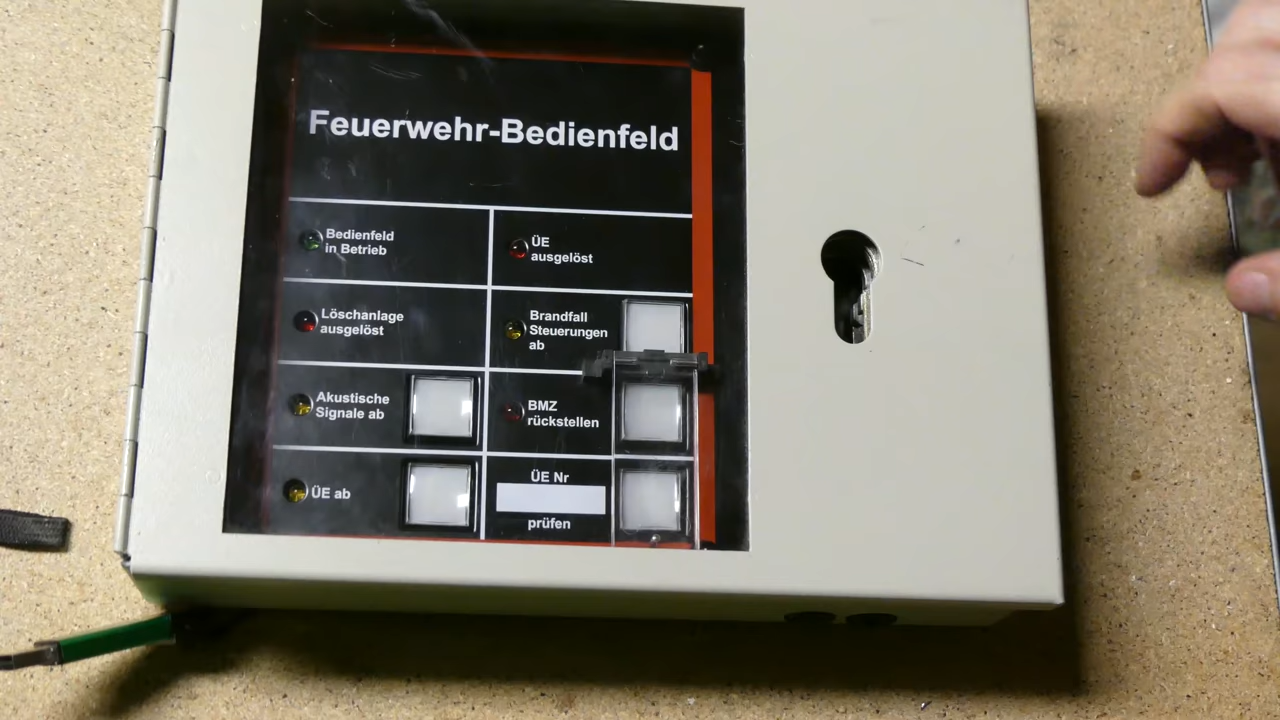 Feuerwehr-Bedienfeld
Bedienfeld
in Betrieb
ÜE
ausgelöst
Löschanlage
ausgelöst
Brandfall
Steuerungen
ab
Akustische
Signale ab
BMZ
rückstellen
ÜE ab
ÜE Nr
prüfen